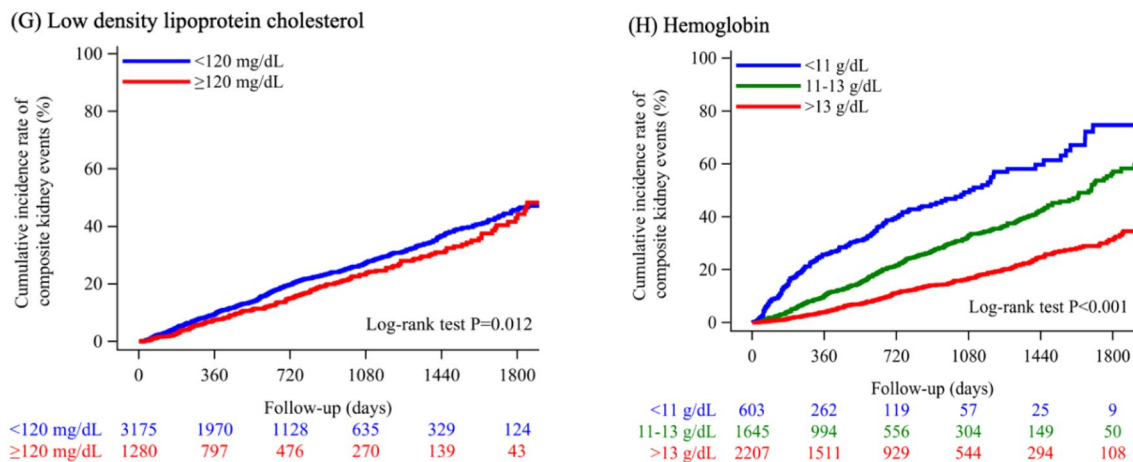 (G) Low density lipoprotein cholesterol
Cumulative incidence rate of
composite kidney events (%)
100
80
60
40
20
0
<120 mg/dL
≥120 mg/dL
Log-rank test P=0.012
0 360 720 1080 1440 1800
Follow-up (days)
<120 mg/dL 3175 1970 1128 635 329 124
≥120 mg/dL 1280 797 476 270 139 43
(H) Hemoglobin
Cumulative incidence rate of
composite kidney events (%)
100
80
60
40
20
0
<11 g/dL
11-13 g/dL
>13 g/dL
Log-rank test P<0.001
0 360 720 1080 1440 1800
Follow-up (days)
<11 g/dL 603 262 119 57 25 9
11-13 g/dL 1645 994 556 304 149 50
>13 g/dL 2207 1511 929 544 294 108